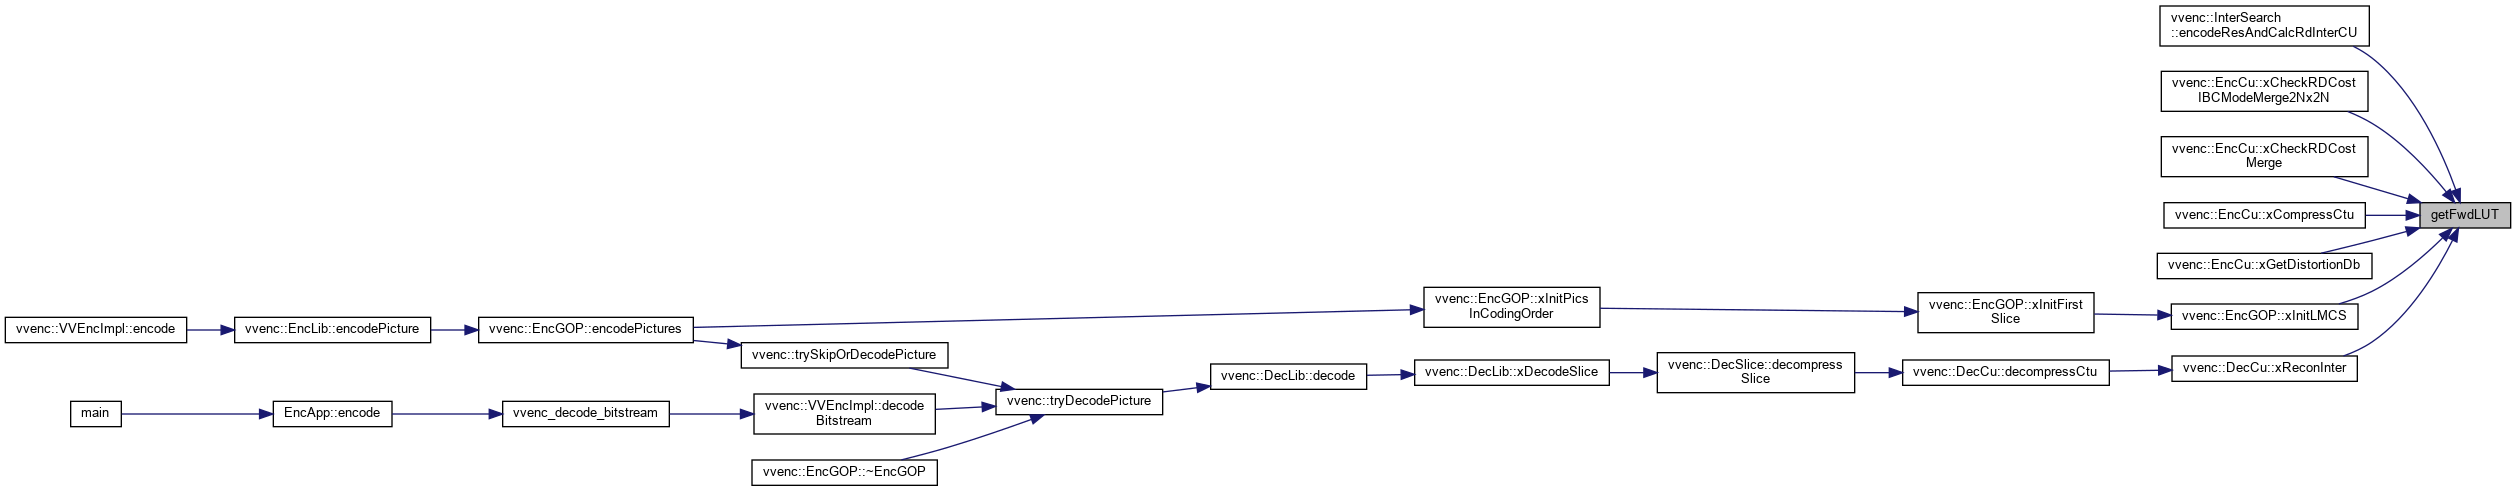 vvenc::InterSearch
::encodeResAndCalcRdInterCU
vvenc::EncCu::xCheckRDCost
IBCModeMerge2Nx2N
vvenc::EncCu::xCheckRDCost
Merge
getFwdLUT
vvenc::EncCu::xCompressCtu
vvenc::EncCu::xGetDistortionDb
vvenc::EncGOP::xInitPics
InCodingOrder
vvenc::EncGOP::xInitFirst
Slice
vvenc::EncGOP::xInitLMCS
vvenc::VVEncImpl::encode
vvenc::EncLib::encodePicture
vvenc::EncGOP::encodePictures
vvenc::trySkipOrDecodePicture
vvenc::DecLib::decode
vvenc::DecLib::xDecodeSlice
vvenc::DecSlice::decompress
Slice
vvenc::DecCu::decompressCtu
vvenc::DecCu::xReconInter
main
EncApp::encode
vvenc_decode_bitstream
vvenc::VVEncImpl::decode
Bitstream
vvenc::tryDecodePicture
vvenc::EncGOP::~EncGOP